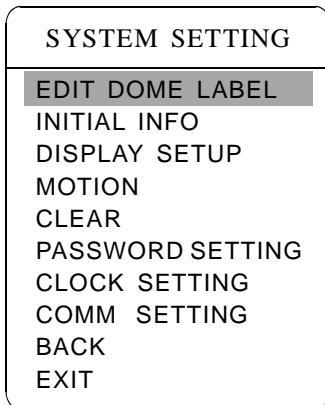 SYSTEM SETTING
EDIT DOME LABEL
INITIAL INFO
DISPLAY SETUP
MOTION
CLEAR
PASSWORD SETTING
CLOCK SETTING
COMM SETTING
BACK
EXIT